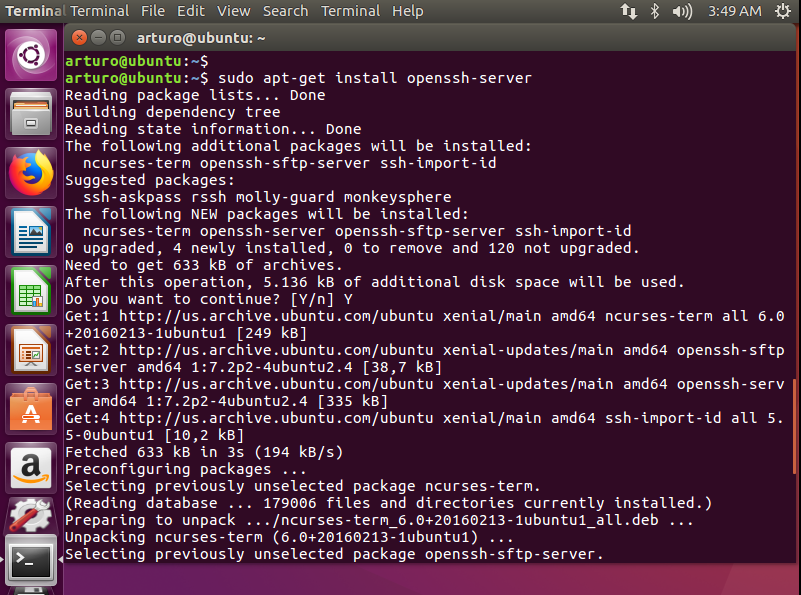 Terminal Terminal File Edit View Search Terminal Help 3:49 AM
arturo@ubuntu: ~
arturo@ubuntu:~$
arturo@ubuntu:~$ sudo apt-get install openssh-server
Reading package lists... Done
Building dependency tree
Reading state information... Done
The following additional packages will be installed:
  ncurses-term openssh-sftp-server ssh-import-id
Suggested packages:
  ssh-askpass rssh molly-guard monkeysphere
The following NEW packages will be installed:
  ncurses-term openssh-server openssh-sftp-server ssh-import-id
0 upgraded, 4 newly installed, 0 to remove and 120 not upgraded.
Need to get 633 kB of archives.
After this operation, 5.136 kB of additional disk space will be used.
Do you want to continue? [Y/n] Y
Get:1 http://us.archive.ubuntu.com/ubuntu xenial/main amd64 ncurses-term all 6.0
+20160213-1ubuntu1 [249 kB]
Get:2 http://us.archive.ubuntu.com/ubuntu xenial-updates/main amd64 openssh-sftp
-server amd64 1:7.2p2-4ubuntu2.4 [38,7 kB]
Get:3 http://us.archive.ubuntu.com/ubuntu xenial-updates/main amd64 openssh-serv
er amd64 1:7.2p2-4ubuntu2.4 [335 kB]
Get:4 http://us.archive.ubuntu.com/ubuntu xenial/main amd64 ssh-import-id all 5.
5-0ubuntu1 [10,2 kB]
Fetched 633 kB in 3s (194 kB/s)
Preconfiguring packages ...
Selecting previously unselected package ncurses-term.
(Reading database ... 179006 files and directories currently installed.)
Preparing to unpack .../ncurses-term_6.0+20160213-1ubuntu1_all.deb ...
Unpacking ncurses-term (6.0+20160213-1ubuntu1) ...
Selecting previously unselected package openssh-sftp-server.